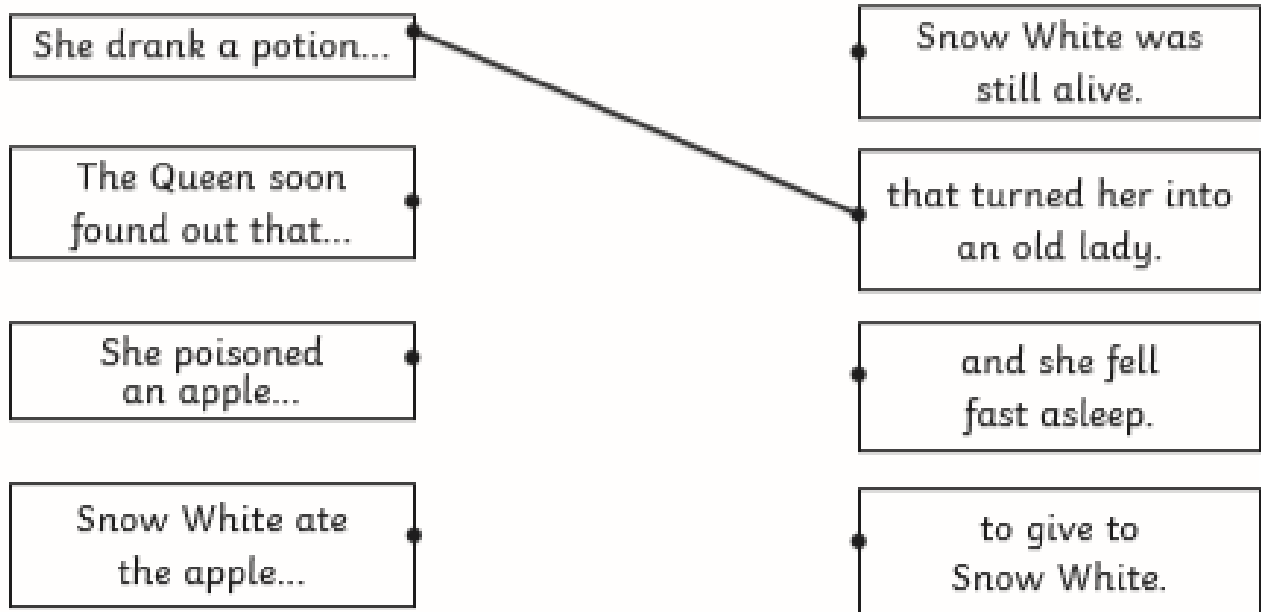 She drank a potion...
The Queen soon
found out that...
She poisoned
an apple...
Snow White ate
the apple...
Snow White was
still alive.
that turned her into
an old lady.
and she fell
fast asleep.
to give to
Snow White.